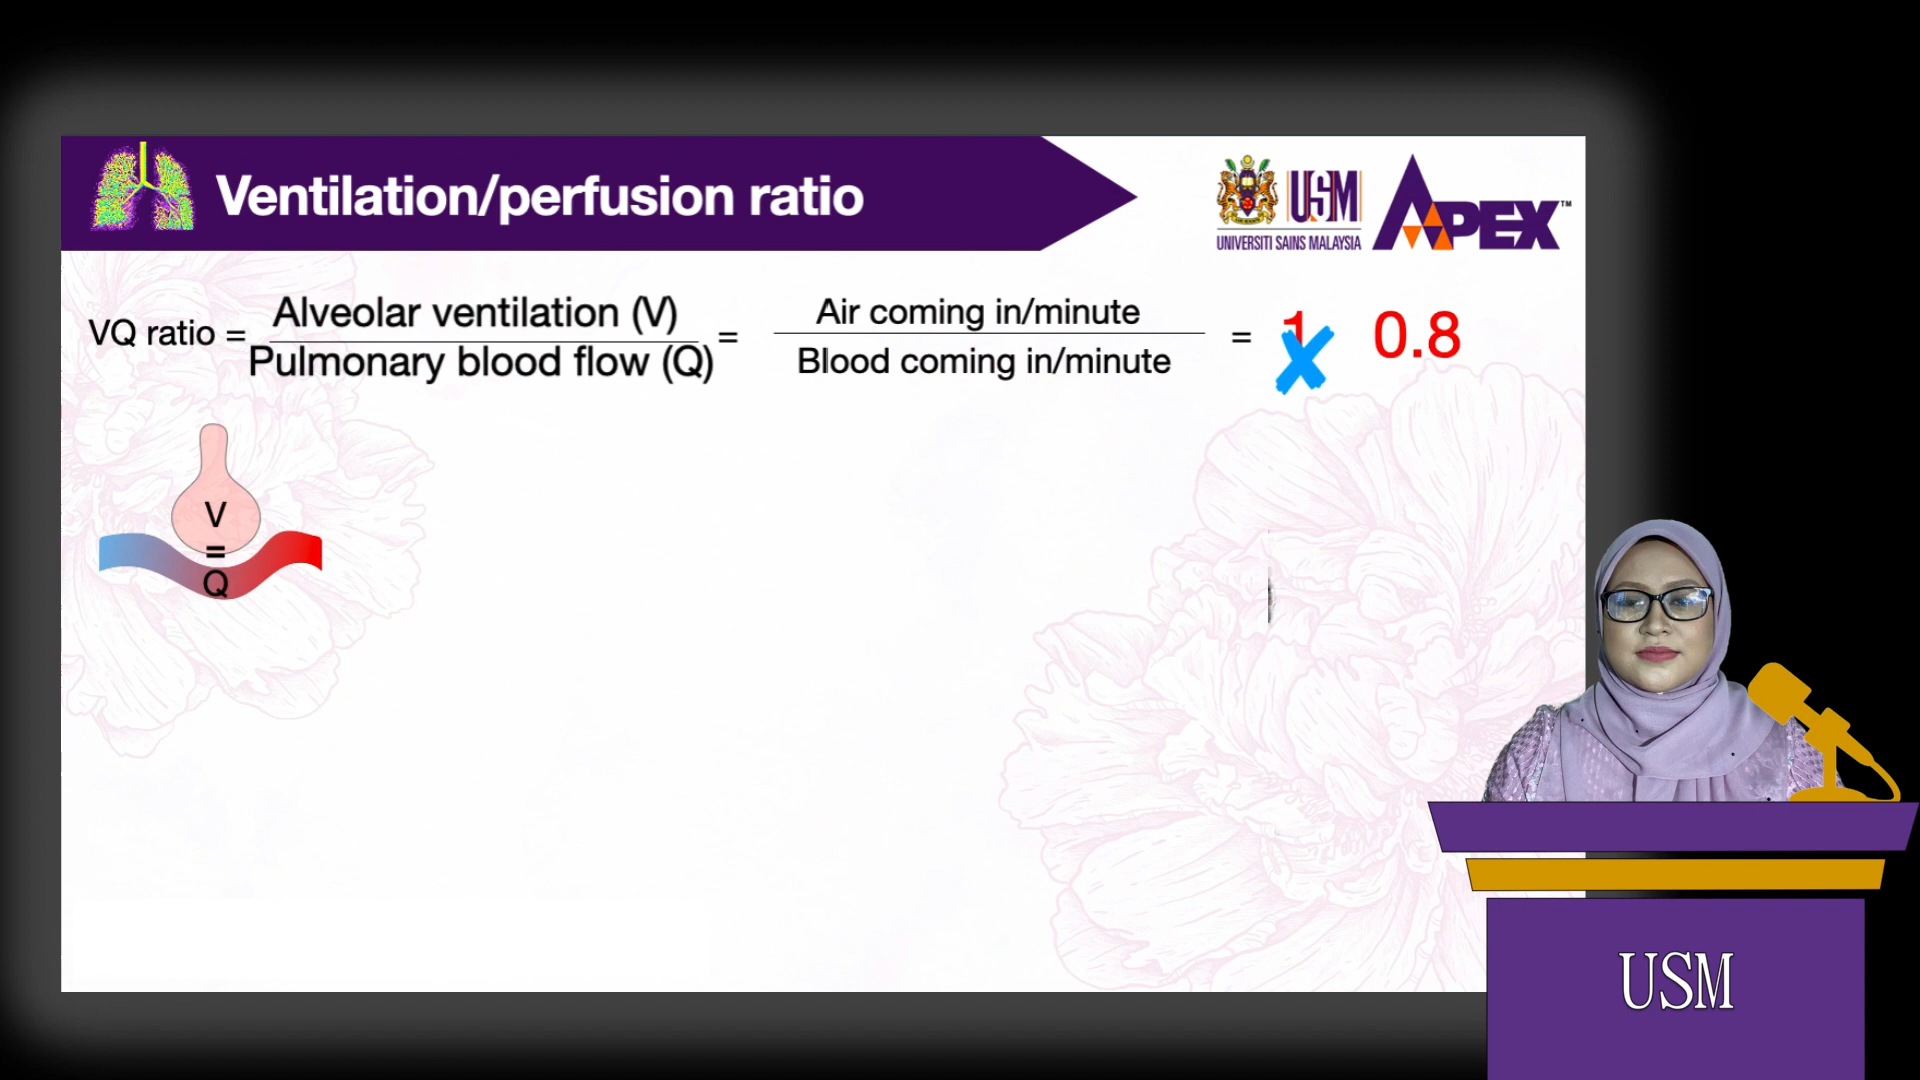 Ventilation/perfusion ratio
USM
UNIVERSITI SAINS MALAYSIA
APEX™
VQ ratio = Alveolar ventilation (V) = Air coming in/minute = 1 0.8
Pulmonary blood flow (Q) Blood coming in/minute
V
=
Q
USM